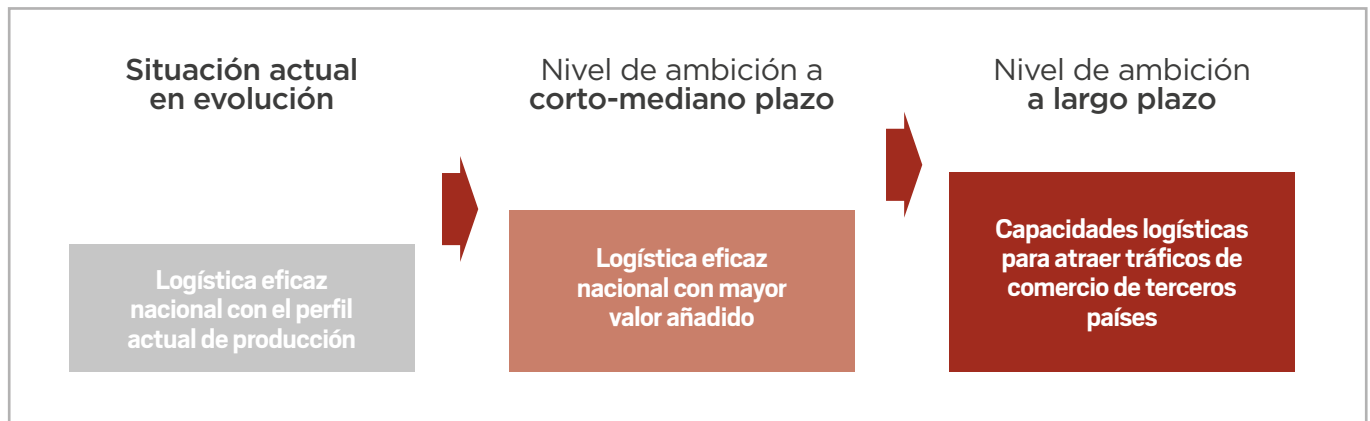 Situación actual
en evolución
Nivel de ambición a
corto-mediano plazo
Nivel de ambición
a largo plazo
Logística eficaz
nacional con el perfil
actual de producción
Logística eficaz
nacional con mayor
valor añadido
Capacidades logísticas
para atraer tráficos de
comercio de terceros
países